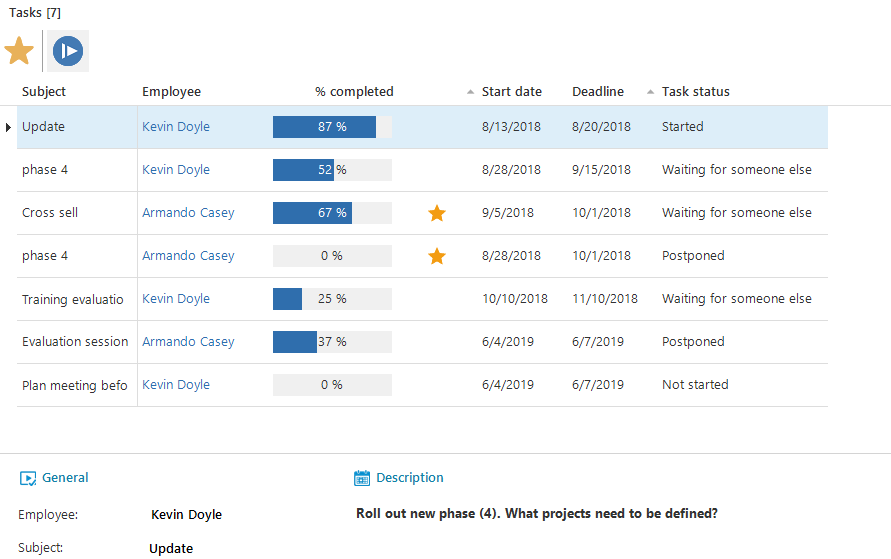 Tasks [7]
Subject Employee % completed Start date Deadline Task status
Update Kevin Doyle 87 % 8/13/2018 8/20/2018 Started
phase 4 Kevin Doyle 52 % 8/28/2018 9/15/2018 Waiting for someone else
Cross sell Armando Casey 67 % 9/5/2018 10/1/2018 Waiting for someone else
phase 4 Armando Casey 0 % 8/28/2018 10/1/2018 Postponed
Training evaluatio Kevin Doyle 25 % 10/10/2018 11/10/2018 Waiting for someone else
Evaluation session Armando Casey 37 % 6/4/2019 6/7/2019 Postponed
Plan meeting befo Kevin Doyle 0 % 6/4/2019 6/7/2019 Not started
General Description
Employee: Kevin Doyle Roll out new phase (4). What projects need to be defined?
Subject: Update